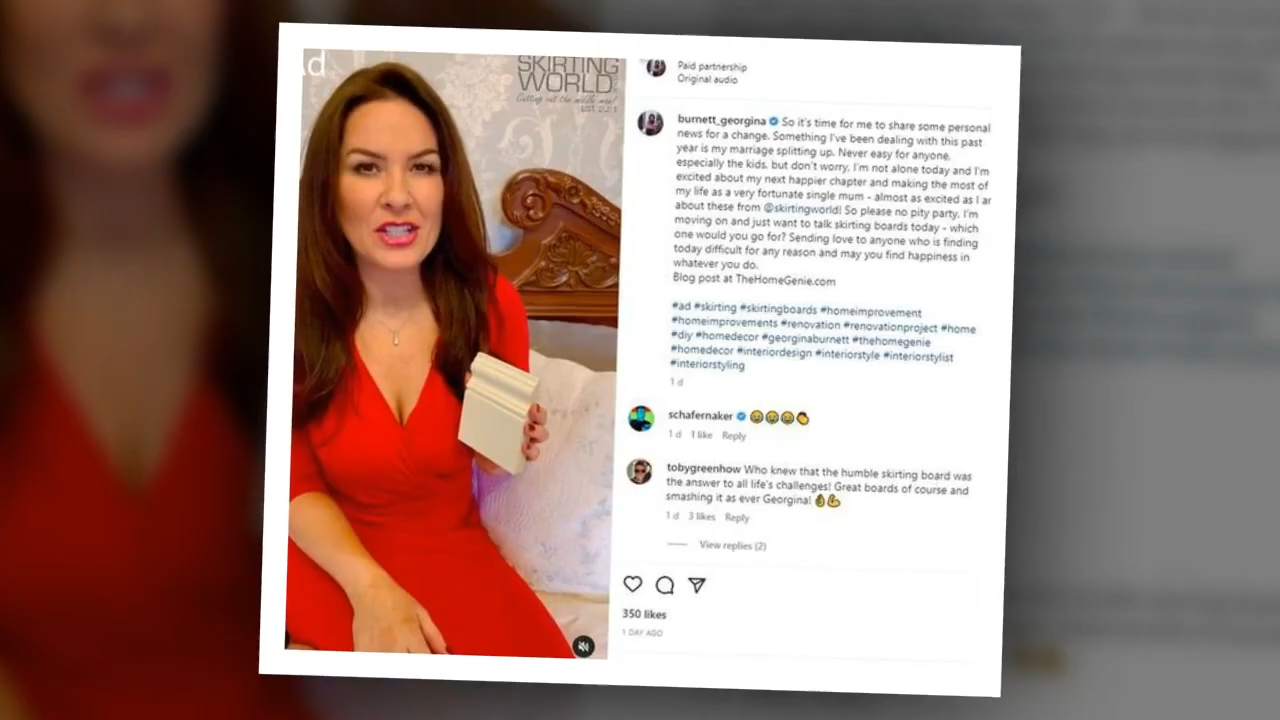 Ad
SKIRTING
WORLD
Cutting out the middle man!
Paid partnership
Original audio
burnett_georgina So it's time for me to share some personal
news for a change. Something I've been dealing with this past
year is my marriage splitting up. Never easy for anyone,
especially the kids, but don't worry, I'm not alone today and I'm
excited about my next happier chapter and making the most of
my life as a very fortunate single mum - almost as excited as I ar
about these from @skirtingworld! So please no pity party, I'm
moving on and just want to talk skirting boards today - which
one would you go for? Sending love to anyone who is finding
today difficult for any reason and may you find happiness in
whatever you do.
Blog post at TheHomeGenie.com
#ad #skirting #skirtingboards #homeimprovement
#homeimprovements #renovation #renovationproject #home
#diy #homedecor #georginaburnett #thehomegenie
#homedecor #interiordesign #interiorstyle #interiorstylist
#interiorstyling
1 d
schafernaker 😂😂😂👏
1 d 1 like Reply
tobygreenhow Who knew that the humble skirting board was
the answer to all life's challenges! Great boards of course and
smashing it as ever Georgina! 👌💪
1 d 3 likes Reply
View replies (2)
350 likes
1 DAY AGO